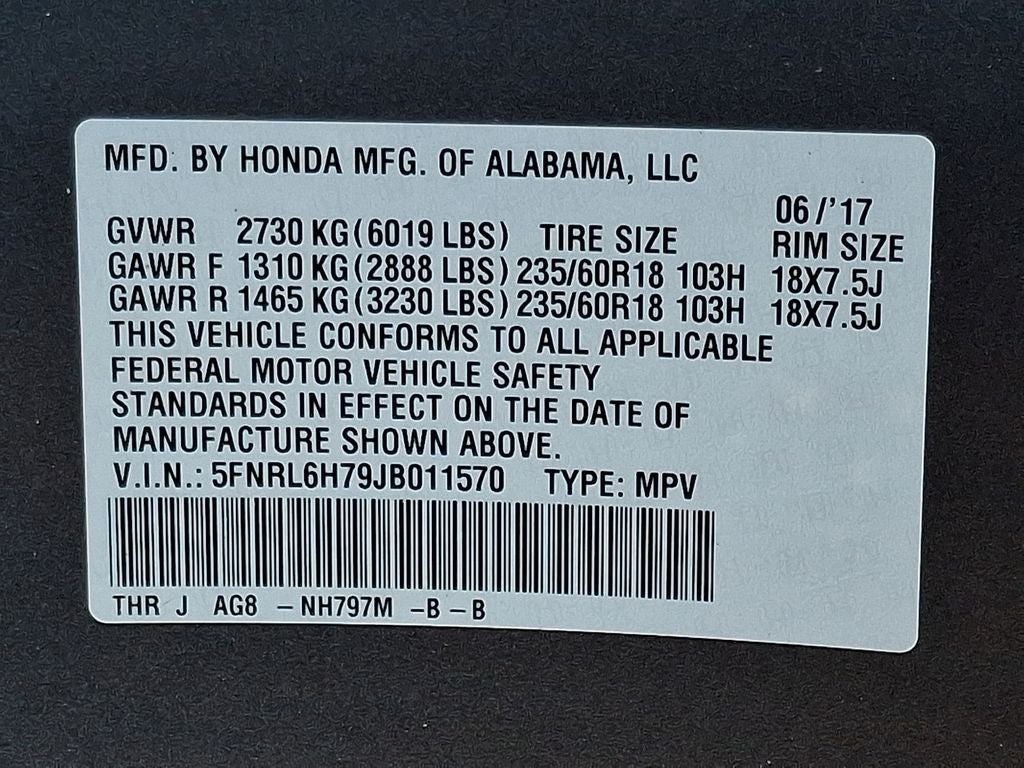 MFD. BY HONDA MFG. OF ALABAMA, LLC
06/'17
GVWR 2730 KG(6019 LBS) TIRE SIZE RIM SIZE
GAWR F 1310 KG(2888 LBS) 235/60R18 103H 18X7.5J
GAWR R 1465 KG(3230 LBS) 235/60R18 103H 18X7.5J
THIS VEHICLE CONFORMS TO ALL APPLICABLE
FEDERAL MOTOR VEHICLE SAFETY
STANDARDS IN EFFECT ON THE DATE OF
MANUFACTURE SHOWN ABOVE.
V.I.N.: 5FNRL6H79JB011570 TYPE: MPV
THR J AG8 -NH797M -B -B